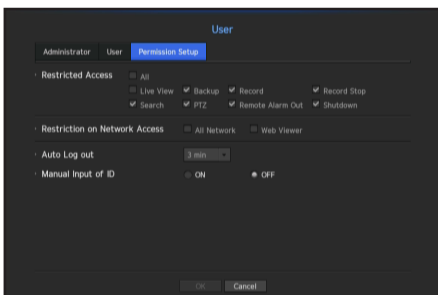 User
Administrator User Permission Setup
· Restricted Access All
Live View Backup Record Record Stop
Search PTZ Remote Alarm Out Shutdown
· Restriction on Network Access All Network Web Viewer
· Auto Log out 3 min
· Manual Input of ID ON OFF
OK Cancel